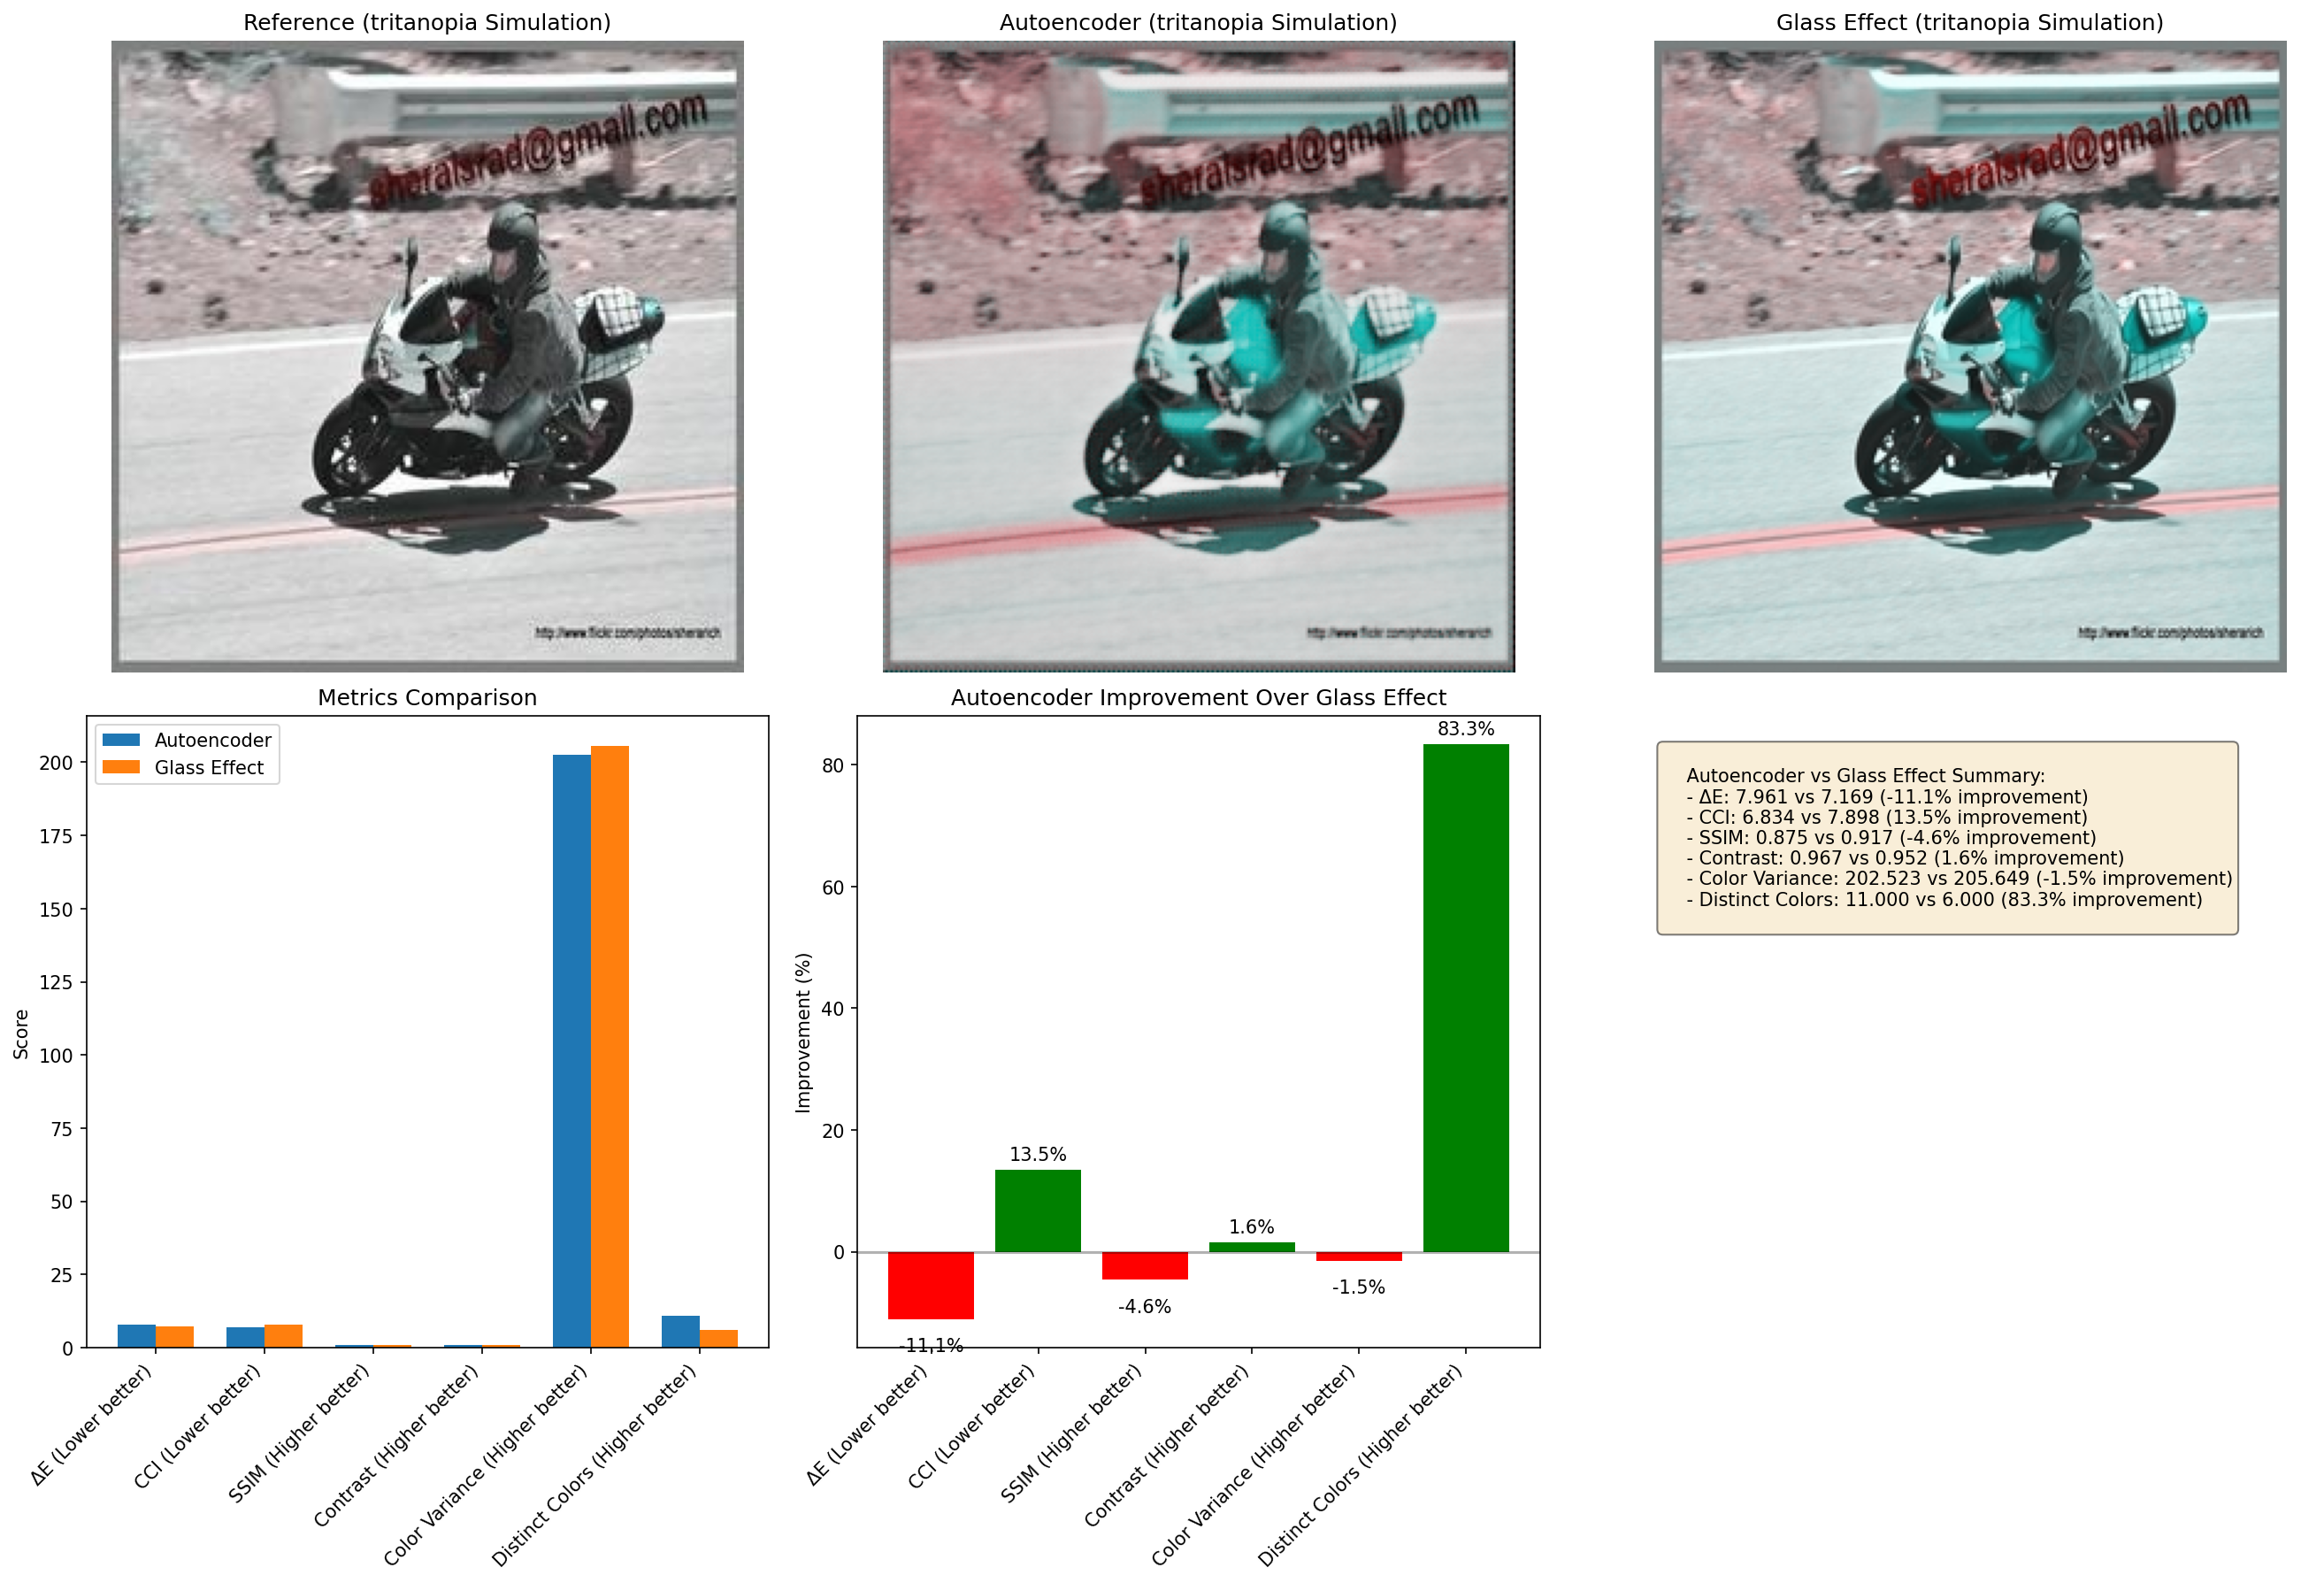 Reference (tritanopia Simulation)
Autoencoder (tritanopia Simulation)
Glass Effect (tritanopia Simulation)
sheralsrad@gmail.com
sheralsrad@gmail.com
sheralsrad@gmail.com
http://www.flickr.com/photos/sherarich
http://www.flickr.com/photos/sherarich
http://www.flickr.com/photos/sherarich
Metrics Comparison
Autoencoder
Glass Effect
Score
200
175
150
125
100
75
50
25
0
ΔE (Lower better)
CCI (Lower better)
SSIM (Higher better)
Contrast (Higher better)
Color Variance (Higher better)
Distinct Colors (Higher better)
Autoencoder Improvement Over Glass Effect
Improvement (%)
80
60
40
20
0
-11.1%
13.5%
-4.6%
1.6%
-1.5%
83.3%
ΔE (Lower better)
CCI (Lower better)
SSIM (Higher better)
Contrast (Higher better)
Color Variance (Higher better)
Distinct Colors (Higher better)
Autoencoder vs Glass Effect Summary:
- ΔE: 7.961 vs 7.169 (-11.1% improvement)
- CCI: 6.834 vs 7.898 (13.5% improvement)
- SSIM: 0.875 vs 0.917 (-4.6% improvement)
- Contrast: 0.967 vs 0.952 (1.6% improvement)
- Color Variance: 202.523 vs 205.649 (-1.5% improvement)
- Distinct Colors: 11.000 vs 6.000 (83.3% improvement)